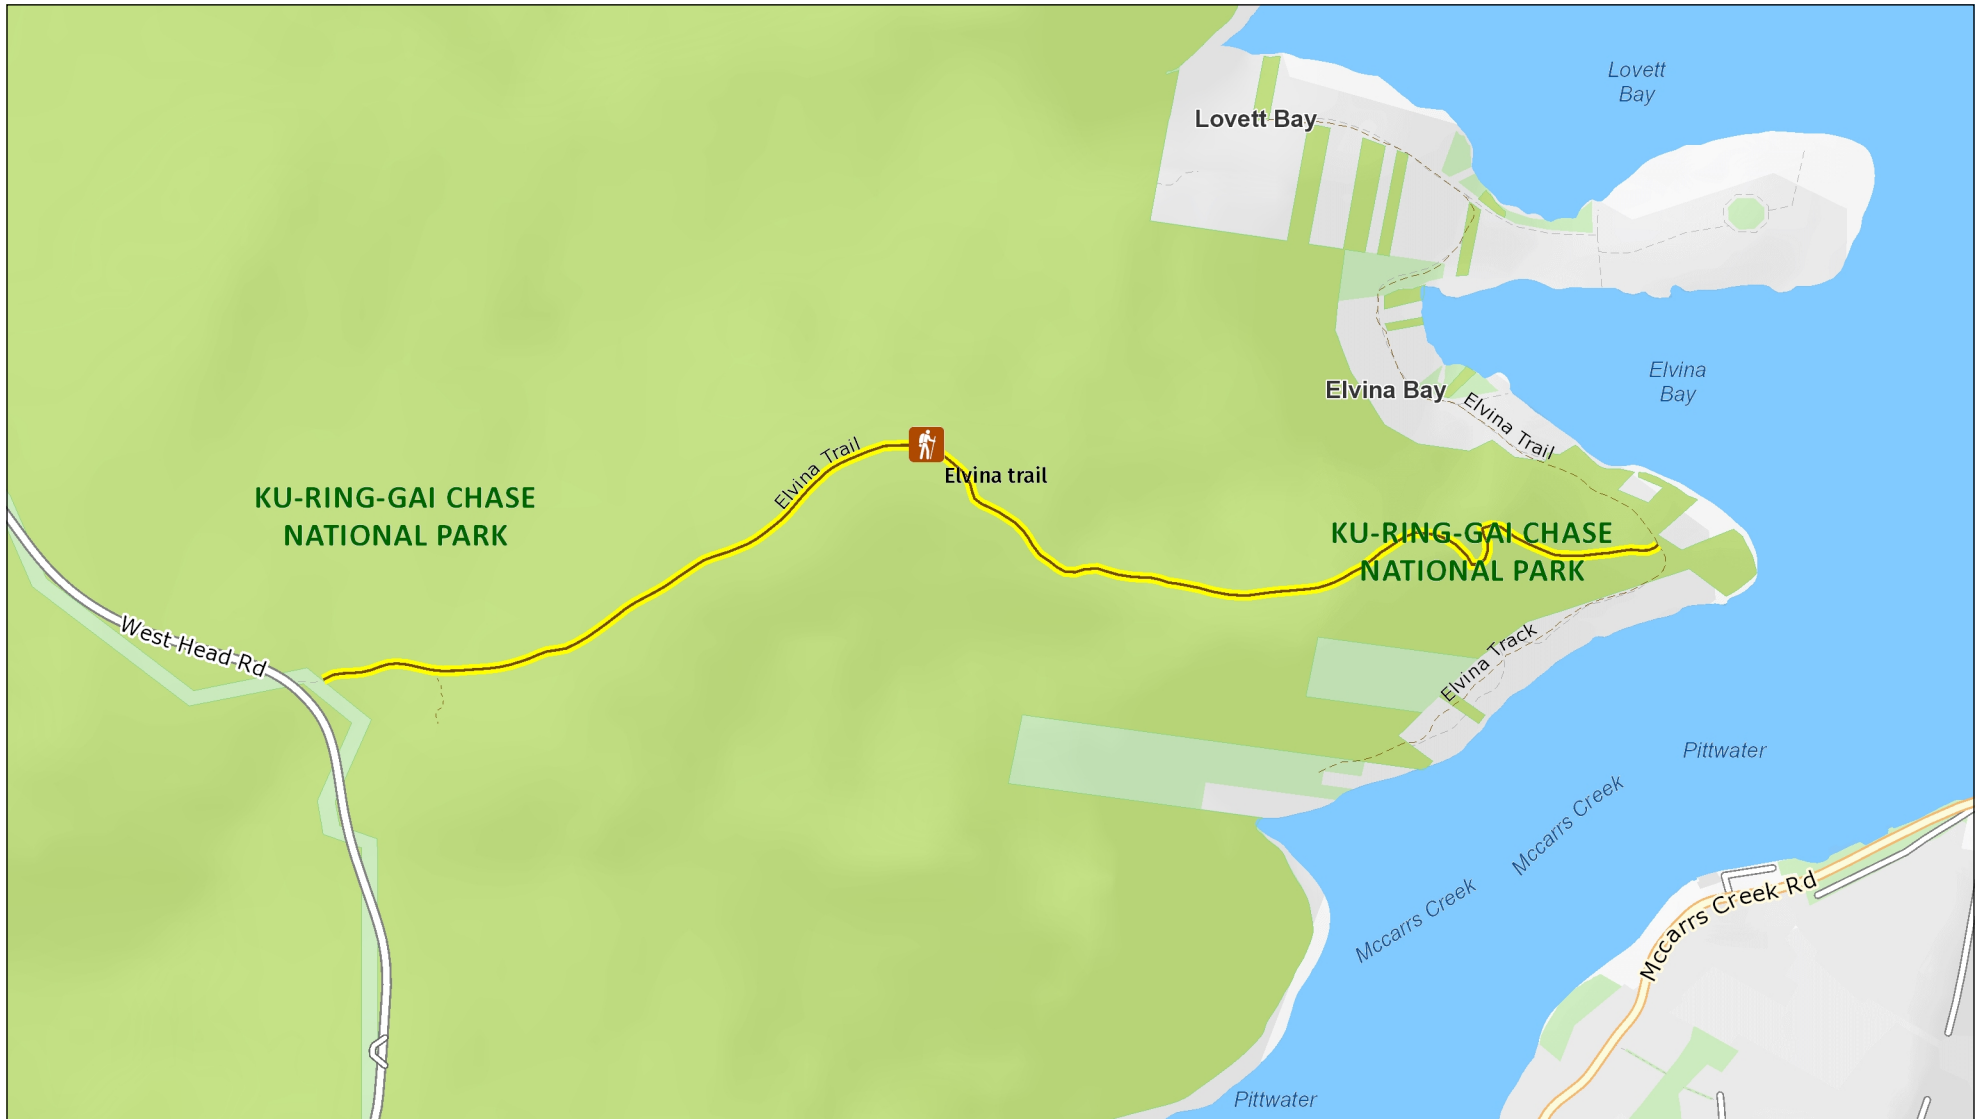 Lovett
Bay
Lovett Bay
Elvina
Bay
Elvina Bay
Elvina Trail
Elvina Trail
Elvina trail
KU-RING-GAI CHASE
NATIONAL PARK
KU-RING-GAI CHASE
NATIONAL PARK
West Head Rd
Elvina Track
Pittwater
Mccarrs Creek
Mccarrs Creek
Mccarrs Creek Rd
Pittwater